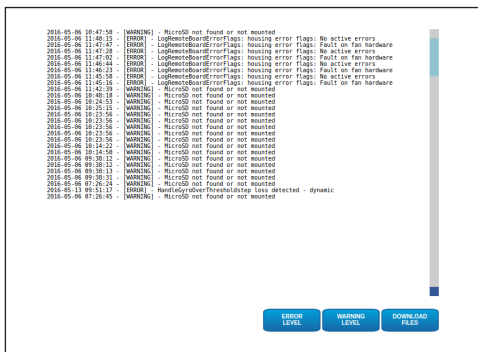 2016-05-06 10:47:50 - [WARNING] - MicroSD not found or not mounted
2016-05-06 11:48:15 - [ERROR] - LogRemoteBoardErrorFlags: housing error flags: No active errors
2016-05-06 11:47:47 - [ERROR] - LogRemoteBoardErrorFlags: housing error flags: Fault on fan hardware
2016-05-06 11:47:28 - [ERROR] - LogRemoteBoardErrorFlags: housing error flags: No active errors
2016-05-06 11:47:02 - [ERROR] - LogRemoteBoardErrorFlags: housing error flags: Fault on fan hardware
2016-05-06 11:46:44 - [ERROR] - LogRemoteBoardErrorFlags: housing error flags: No active errors
2016-05-06 11:46:23 - [ERROR] - LogRemoteBoardErrorFlags: housing error flags: Fault on fan hardware
2016-05-06 11:45:58 - [ERROR] - LogRemoteBoardErrorFlags: housing error flags: No active errors
2016-05-06 11:45:16 - [ERROR] - LogRemoteBoardErrorFlags: housing error flags: Fault on fan hardware
2016-05-06 11:42:39 - [WARNING] - MicroSD not found or not mounted
2016-05-06 10:48:18 - [WARNING] - MicroSD not found or not mounted
2016-05-06 10:24:53 - [WARNING] - MicroSD not found or not mounted
2016-05-06 10:25:15 - [WARNING] - MicroSD not found or not mounted
2016-05-06 10:23:56 - [WARNING] - MicroSD not found or not mounted
2016-05-06 10:23:56 - [WARNING] - MicroSD not found or not mounted
2016-05-06 10:23:56 - [WARNING] - MicroSD not found or not mounted
2016-05-06 10:23:56 - [WARNING] - MicroSD not found or not mounted
2016-05-06 10:23:56 - [WARNING] - MicroSD not found or not mounted
2016-05-06 10:14:22 - [WARNING] - MicroSD not found or not mounted
2016-05-06 10:14:50 - [WARNING] - MicroSD not found or not mounted
2016-05-06 09:38:12 - [WARNING] - MicroSD not found or not mounted
2016-05-06 09:38:12 - [WARNING] - MicroSD not found or not mounted
2016-05-06 09:38:13 - [WARNING] - MicroSD not found or not mounted
2016-05-06 09:38:31 - [WARNING] - MicroSD not found or not mounted
2016-05-06 07:26:24 - [WARNING] - MicroSD not found or not mounted
2016-05-13 09:51:17 - [ERROR] - HandleGyroOverThresholdstep loss detected - dynamic
2016-05-06 07:26:45 - [WARNING] - MicroSD not found or not mounted
ERROR LEVEL
WARNING LEVEL
DOWNLOAD FILES